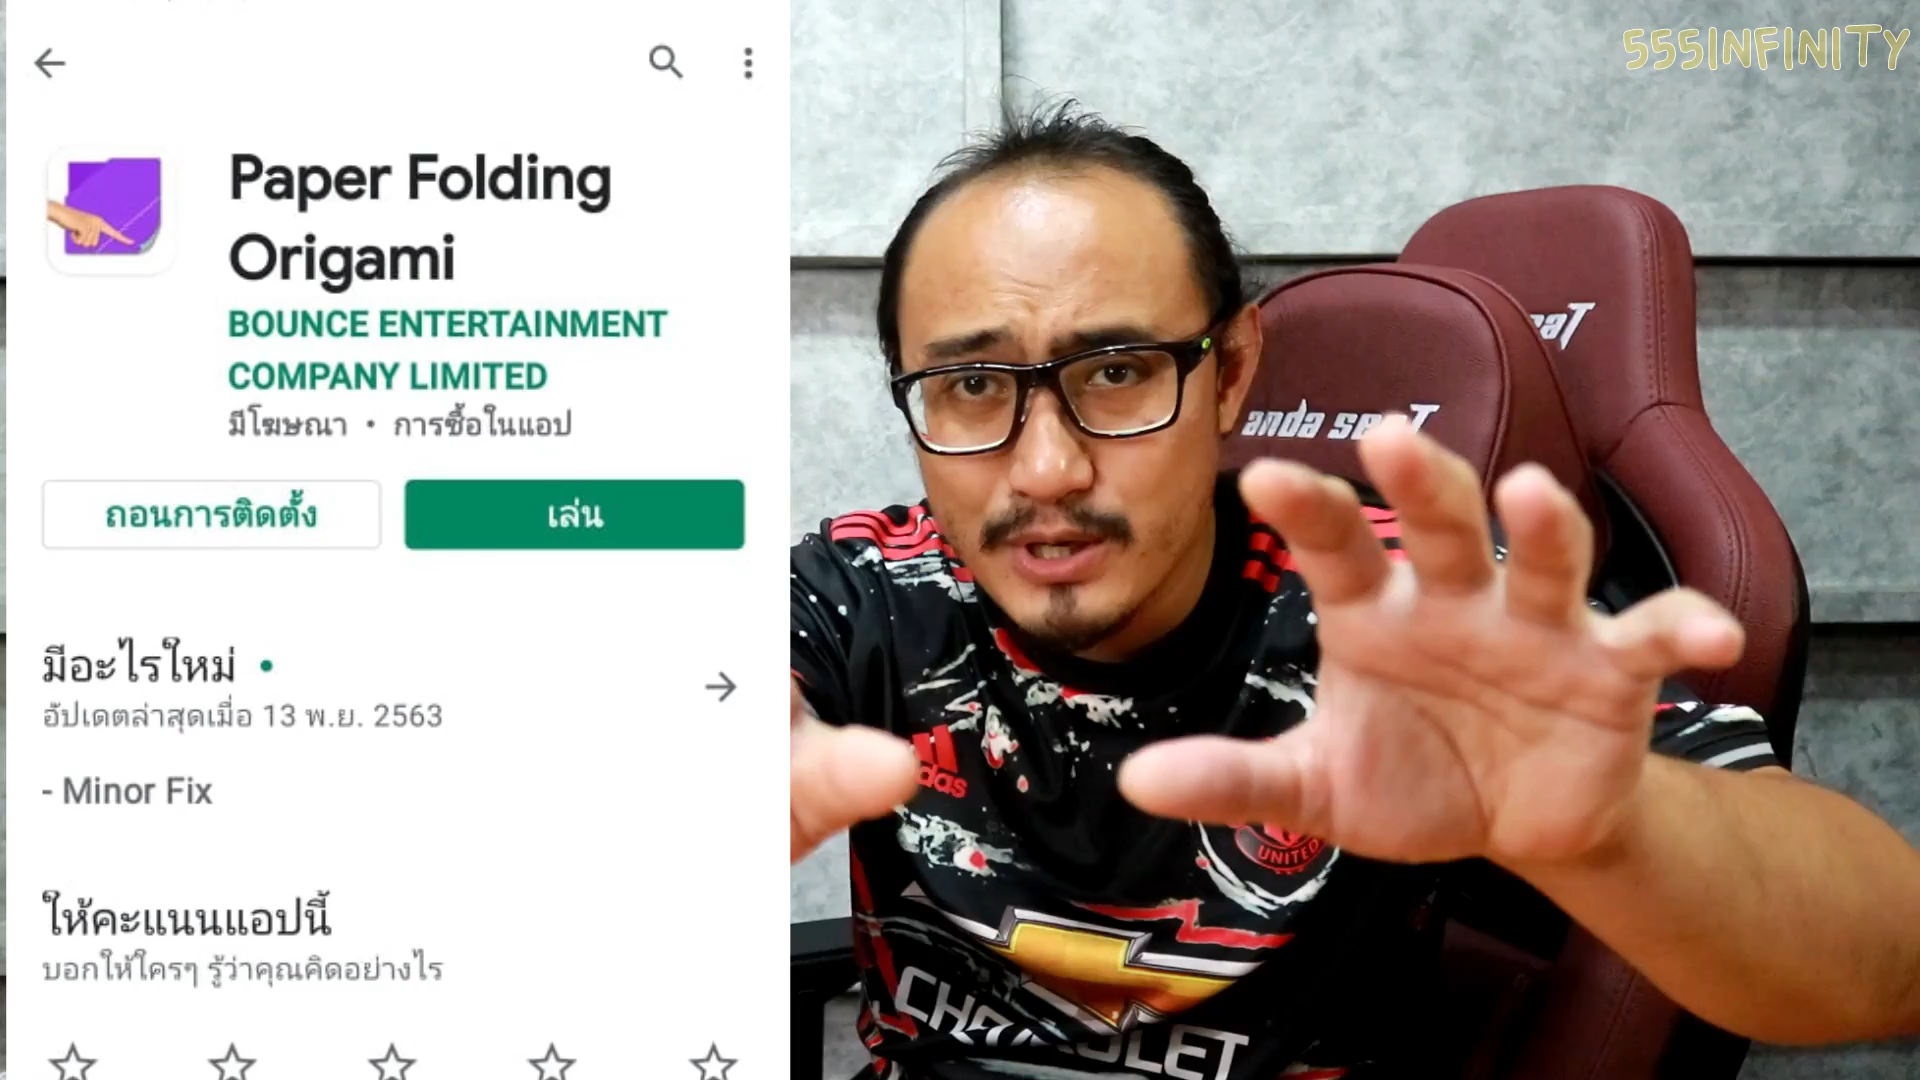 Paper Folding
Origami
BOUNCE ENTERTAINMENT
COMPANY LIMITED
มีโฆษณา • การซื้อในแอป
ถอนการติดตั้ง
เล่น
มีอะไรใหม่ •
อัปเดตล่าสุดเมื่อ 13 พ.ย. 2563
- Minor Fix
ให้คะแนนแอปนี้
บอกให้ใครๆ รู้ว่าคุณคิดอย่างไร
555INFINITY
anda seaT
UNITED